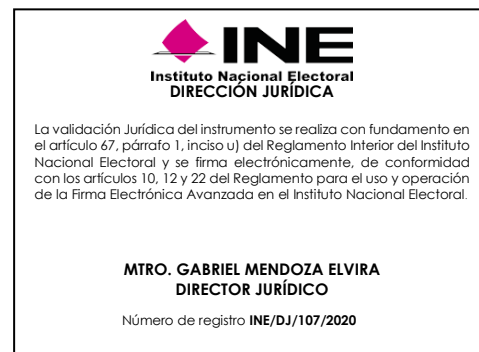 INE
Instituto Nacional Electoral
DIRECCIÓN JURÍDICA
La validación Jurídica del instrumento se realiza con fundamento en
el artículo 67, párrafo 1, inciso u) del Reglamento Interior del Instituto
Nacional Electoral y se firma electrónicamente, de conformidad
con los artículos 10, 12 y 22 del Reglamento para el uso y operación
de la Firma Electrónica Avanzada en el Instituto Nacional Electoral.
MTRO. GABRIEL MENDOZA ELVIRA
DIRECTOR JURÍDICO
Número de registro INE/DJ/107/2020